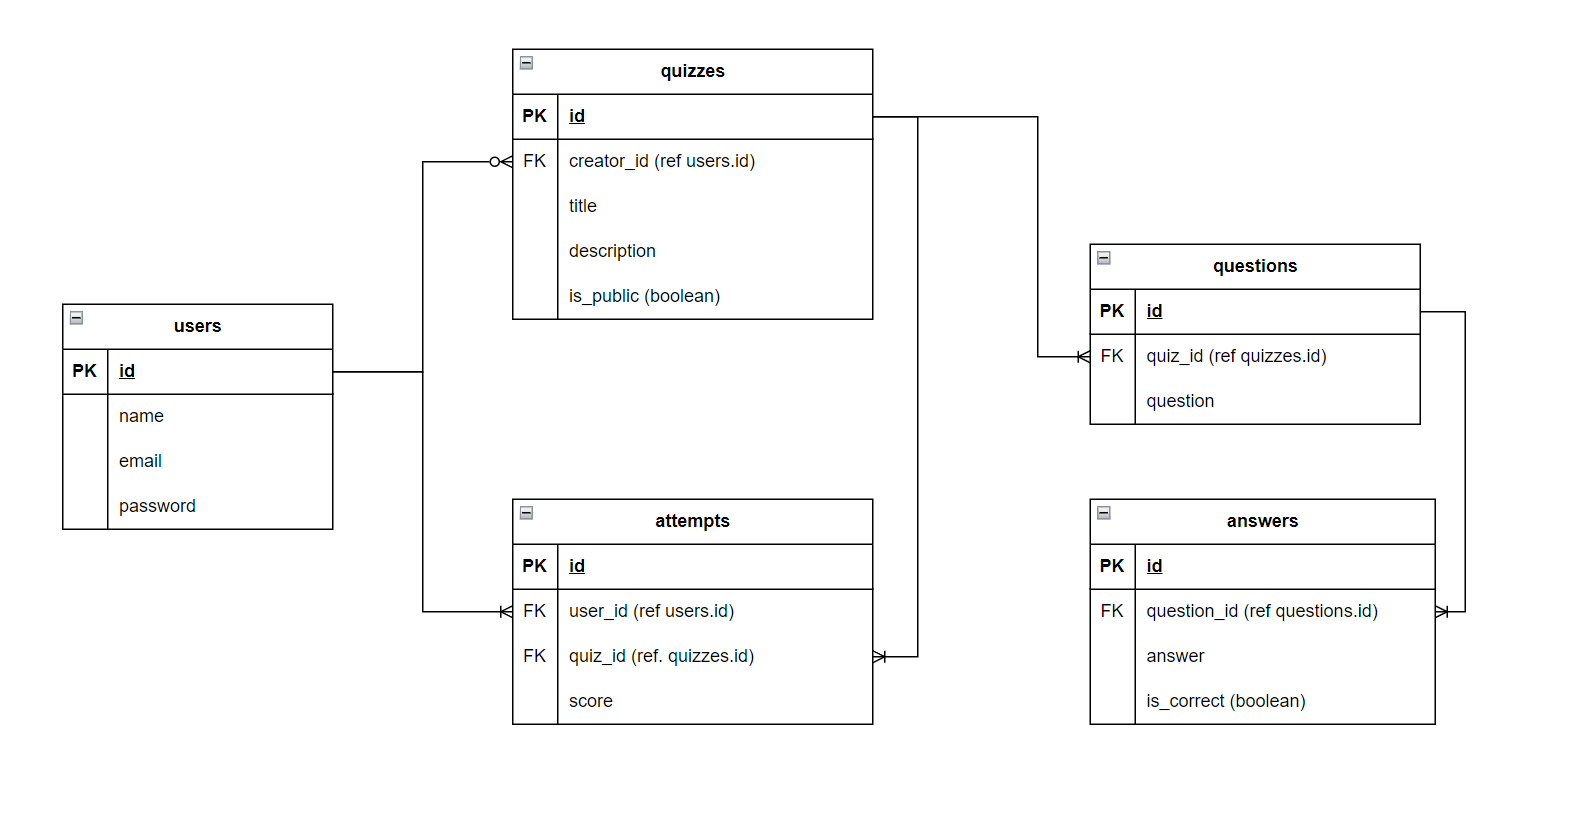 quizzes
PK id
FK creator_id (ref users.id)
title
description
is_public (boolean)
users
PK id
name
email
password
attempts
PK id
FK user_id (ref users.id)
FK quiz_id (ref. quizzes.id)
score
questions
PK id
FK quiz_id (ref quizzes.id)
question
answers
PK id
FK question_id (ref questions.id)
answer
is_correct (boolean)